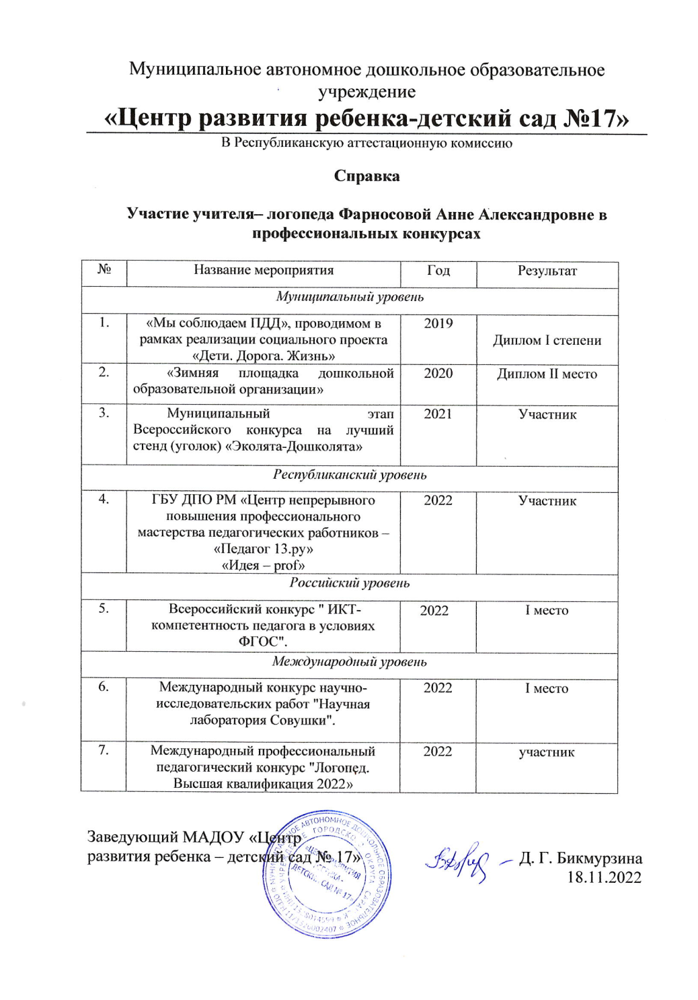 Муниципальное автономное дошкольное образовательное
учреждение
«Центр развития ребенка-детский сад №17»
В Республиканскую аттестационную комиссию
Справка
Участие учителя– логопеда Фарносовой Анне Александровне в
профессиональных конкурсах
№ Название мероприятия Год Результат
Муниципальный уровень
1. «Мы соблюдаем ПДД», проводимом в 2019
рамках реализации социального проекта Диплом I степени
«Дети. Дорога. Жизнь»
2. «Зимняя площадка дошкольной 2020 Диплом II место
образовательной организации»
3. Муниципальный этап 2021 Участник
Всероссийского конкурса на лучший
стенд (уголок) «Эколята-Дошколята»
Республиканский уровень
4. ГБУ ДПО РМ «Центр непрерывного 2022 Участник
повышения профессионального
мастерства педагогических работников –
«Педагог 13.ру»
«Идея – prof»
Российский уровень
5. Всероссийский конкурс " ИКТ- 2022 I место
компетентность педагога в условиях
ФГОС".
Международный уровень
6. Международный конкурс научно- 2022 I место
исследовательских работ "Научная
лаборатория Совушки".
7. Международный профессиональный 2022 участник
педагогический конкурс "Логопед.
Высшая квалификация 2022»
Заведующий МАДОУ «Центр
развития ребенка – детский сад № 17» Д. Г. Бикмурзина
18.11.2022
МУНИЦИПАЛЬНОЕ АВТОНОМНОЕ ДОШКОЛЬНОЕ ОБРАЗОВАТЕЛЬНОЕ
УЧРЕЖДЕНИЕ ОКРУГА
ДЕТСКИЙ САД № 17»